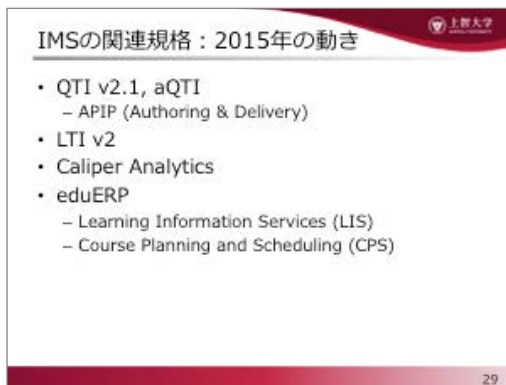 上智大学
IMSの関連規格：2015年の動き
• QTI v2.1, aQTI
– APIP (Authoring & Delivery)
• LTI v2
• Caliper Analytics
• eduERP
– Learning Information Services (LIS)
– Course Planning and Scheduling (CPS)
29